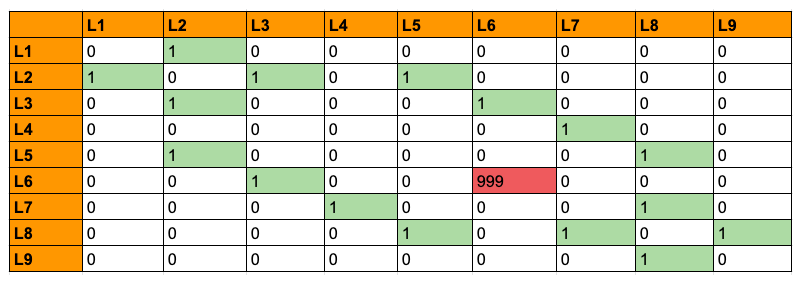 L1 L2 L3 L4 L5 L6 L7 L8 L9
L1 0 1 0 0 0 0 0 0 0
L2 1 0 1 0 1 0 0 0 0
L3 0 1 0 0 0 1 0 0 0
L4 0 0 0 0 0 0 1 0 0
L5 0 1 0 0 0 0 0 1 0
L6 0 0 1 0 0 999 0 0 0
L7 0 0 0 1 0 0 0 1 0
L8 0 0 0 0 1 0 1 0 1
L9 0 0 0 0 0 0 0 1 0